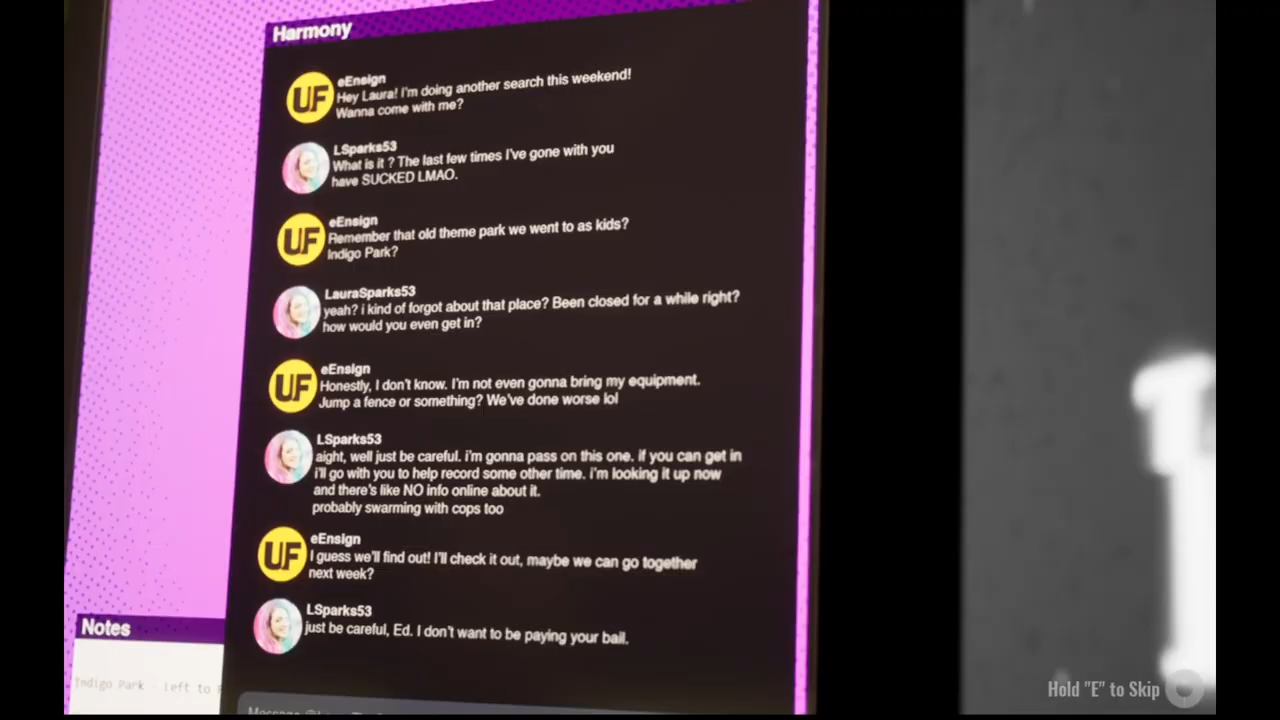 Harmony
UF
eEnsign
Hey Laura! I'm doing another search this weekend!
Wanna come with me?
LSparks53
What is it ? The last few times I've gone with you
have SUCKED LMAO.
UF
eEnsign
Remember that old theme park we went to as kids?
Indigo Park?
LauraSparks53
yeah? i kind of forgot about that place? Been closed for a while right?
how would you even get in?
UF
eEnsign
Honestly, I don't know. I'm not even gonna bring my equipment.
Jump a fence or something? We've done worse lol
LSparks53
aight, well just be careful. i'm gonna pass on this one. if you can get in
i'll go with you to help record some other time. i'm looking it up now
and there's like NO info online about it.
probably swarming with cops too
UF
eEnsign
I guess we'll find out! I'll check it out, maybe we can go together
next week?
LSparks53
just be careful, Ed. I don't want to be paying your bail.
Notes
Indigo Park - left to
Message
Hold "E" to Skip